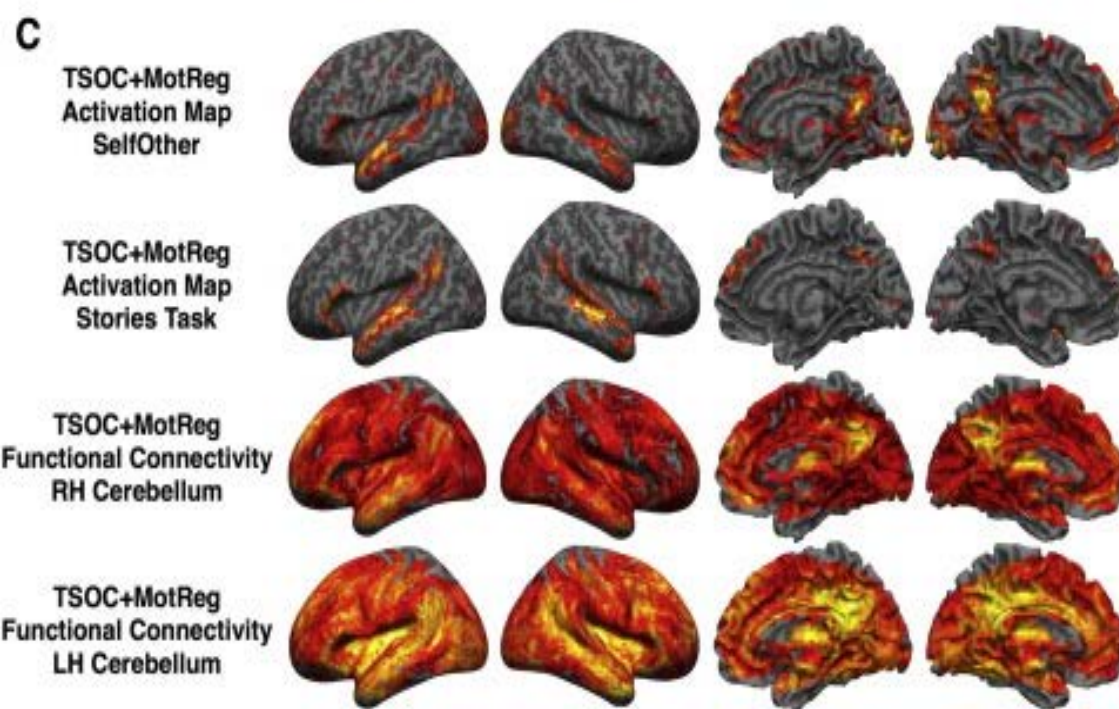 C
TSOC+MotReg
Activation Map
SelfOther
TSOC+MotReg
Activation Map
Stories Task
TSOC+MotReg
Functional Connectivity
RH Cerebellum
TSOC+MotReg
Functional Connectivity
LH Cerebellum